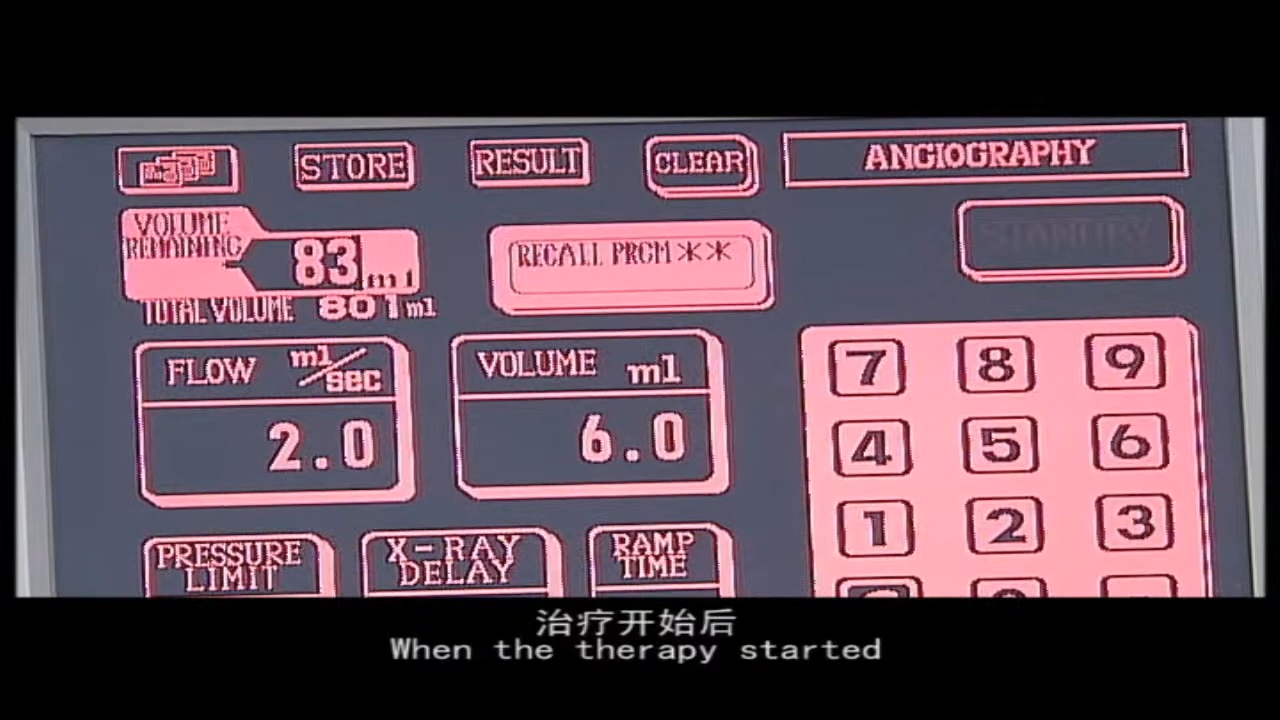 STORE
RESULT
CLEAR
ANGIOGRAPHY
VOLUME
REMAINING
83 ml
TOTAL VOLUME 801 ml
RECALL PRGM **
STANDBY
FLOW ml/sec
2.0
VOLUME ml
6.0
7 8 9
4 5 6
1 2 3
PRESSURE
LIMIT
X-RAY
DELAY
RAMP
TIME
治疗开始后
When the therapy started